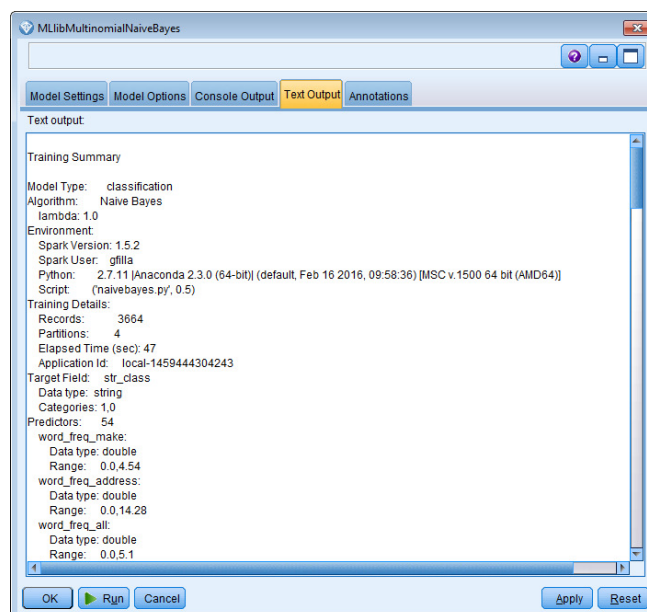 MLlibMultinomialNaiveBayes
Model Settings Model Options Console Output Text Output Annotations
Text output:
Training Summary
Model Type: classification
Algorithm: Naive Bayes
lambda: 1.0
Environment:
Spark Version: 1.5.2
Spark User: gfilla
Python: 2.7.11 |Anaconda 2.3.0 (64-bit)| (default, Feb 16 2016, 09:58:36) [MSC v.1500 64 bit (AMD64)]
Script: ('naivebayes.py', 0.5)
Training Details:
Records: 3664
Partitions: 4
Elapsed Time (sec): 47
Application Id: local-1459444304243
Target Field: str_class
Data type: string
Categories: 1,0
Predictors: 54
word_freq_make:
Data type: double
Range: 0.0,4.54
word_freq_address:
Data type: double
Range: 0.0,14.28
word_freq_all:
Data type: double
Range: 0.0,5.1
OK Run Cancel Apply Reset